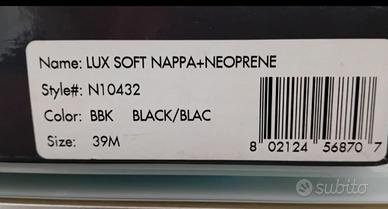 Name: LUX SOFT NAPPA+NEOPRENE
Style#: N10432
Color: BBK BLACK/BLAC
Size: 39M
8 02124 56870 7
subito